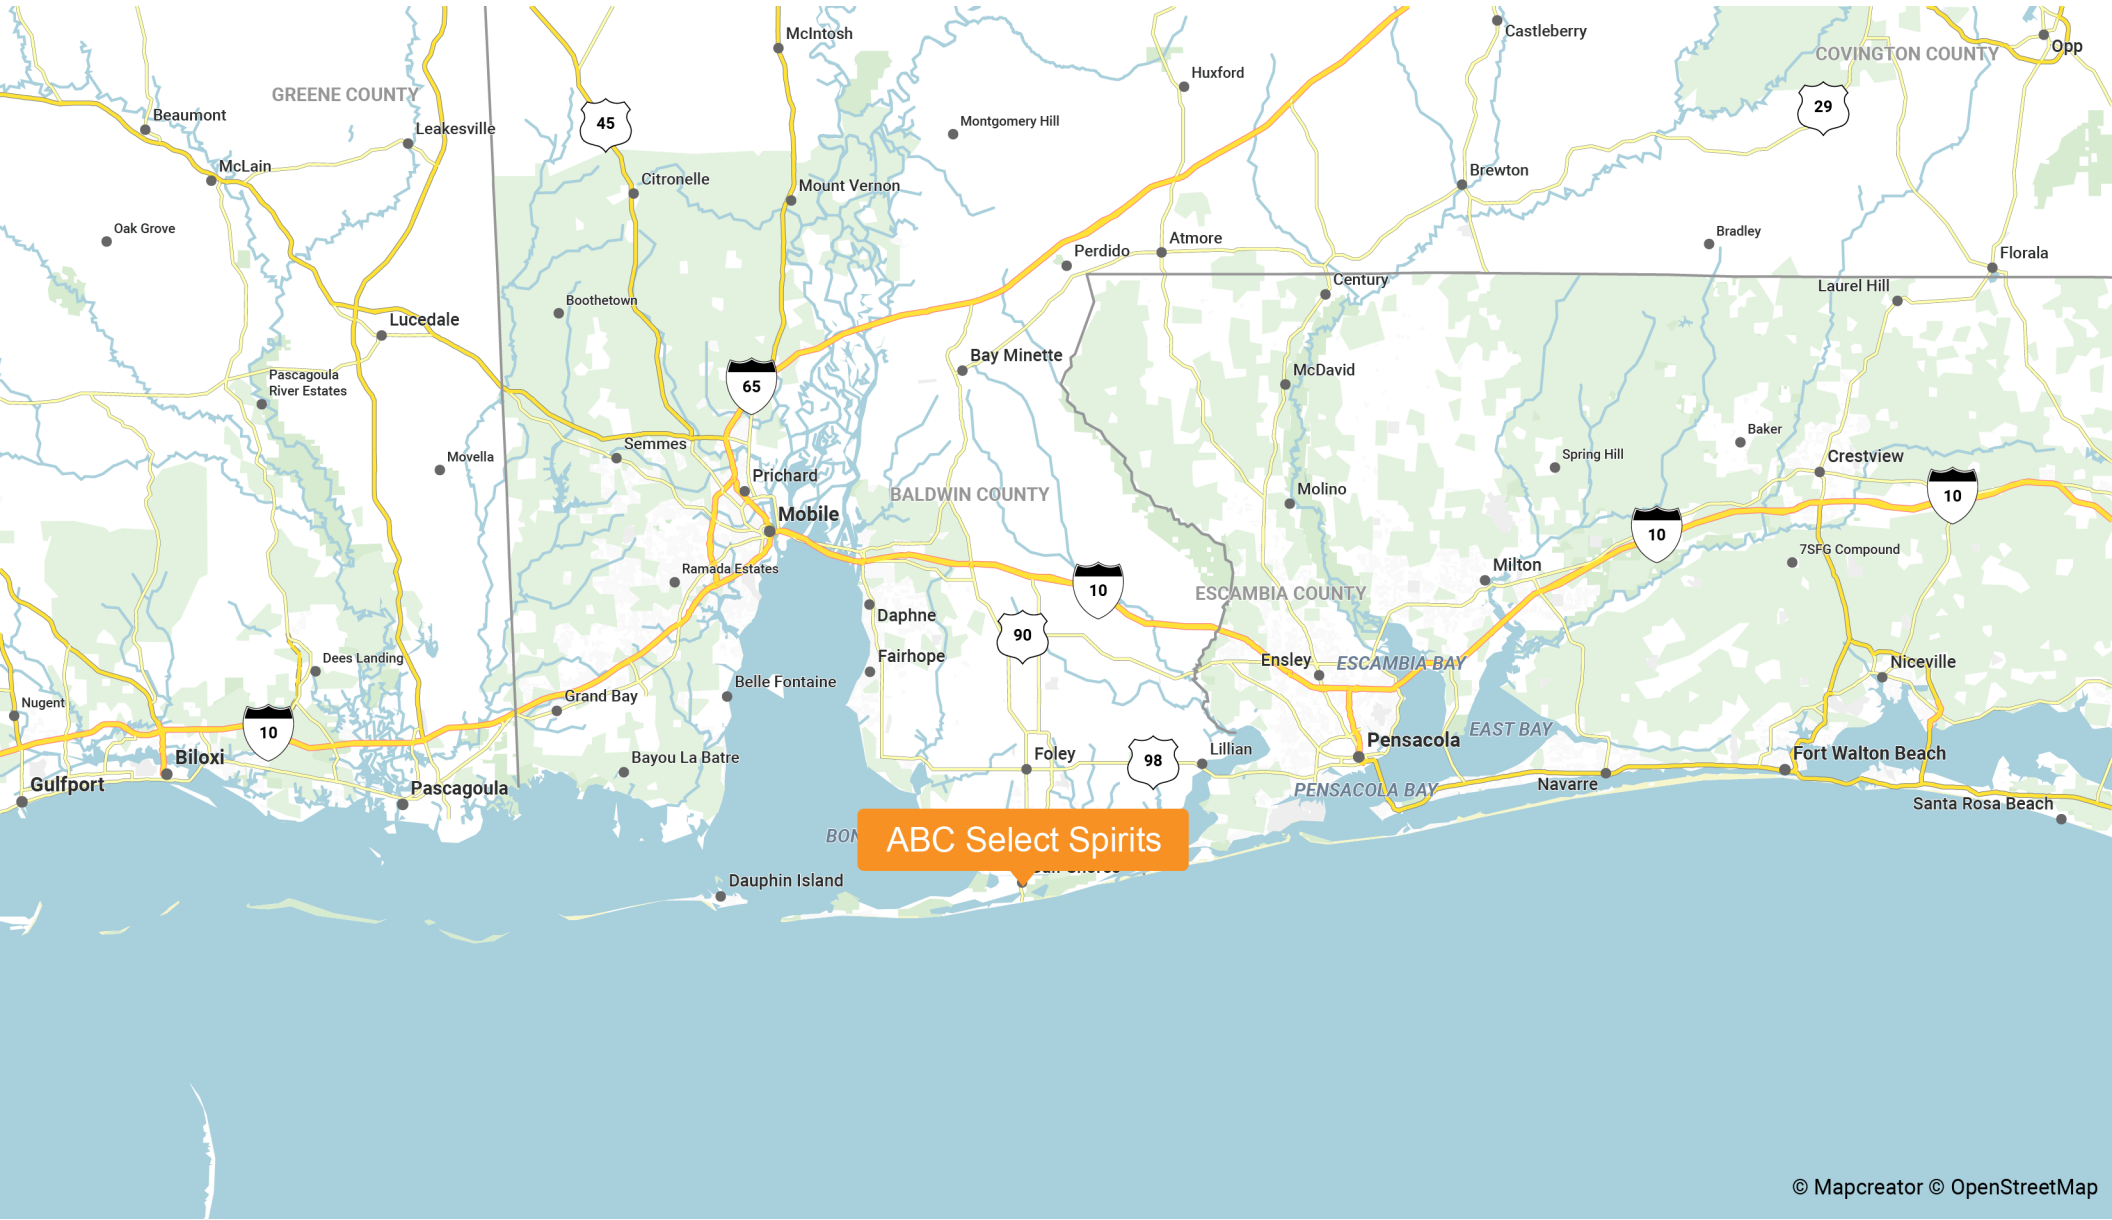 McIntosh
Castleberry
COVINGTON COUNTY
Opp
Huxford
GREENE COUNTY
Beaumont
45
29
Montgomery Hill
Leakesville
McLain
Citronelle
Mount Vernon
Brewton
Oak Grove
Bradley
Perdido
Atmore
Florala
Century
Laurel Hill
Boothetown
Lucedale
Bay Minette
McDavid
Pascagoula
River Estates
65
Baker
Semmes
Movella
Spring Hill
Crestview
Prichard
BALDWIN COUNTY
Molino
10
Mobile
10
7SFG Compound
Ramada Estates
Milton
10
ESCAMBIA COUNTY
Daphne
90
Fairhope
Dees Landing
Ensley
ESCAMBIA BAY
Niceville
Belle Fontaine
Grand Bay
Nugent
10
EAST BAY
Pensacola
Biloxi
Foley
98
Lillian
Fort Walton Beach
Bayou La Batre
Gulfport
Pascagoula
PENSACOLA BAY
Navarre
Santa Rosa Beach
BON
ABC Select Spirits
Dauphin Island
© Mapcreator © OpenStreetMap